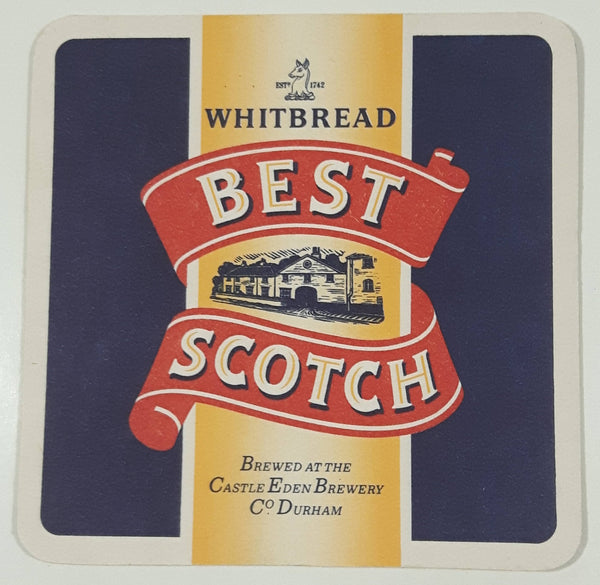 ESTD 1742
WHITBREAD
BEST
SCOTCH
BREWED AT THE
CASTLE EDEN BREWERY
CO DURHAM